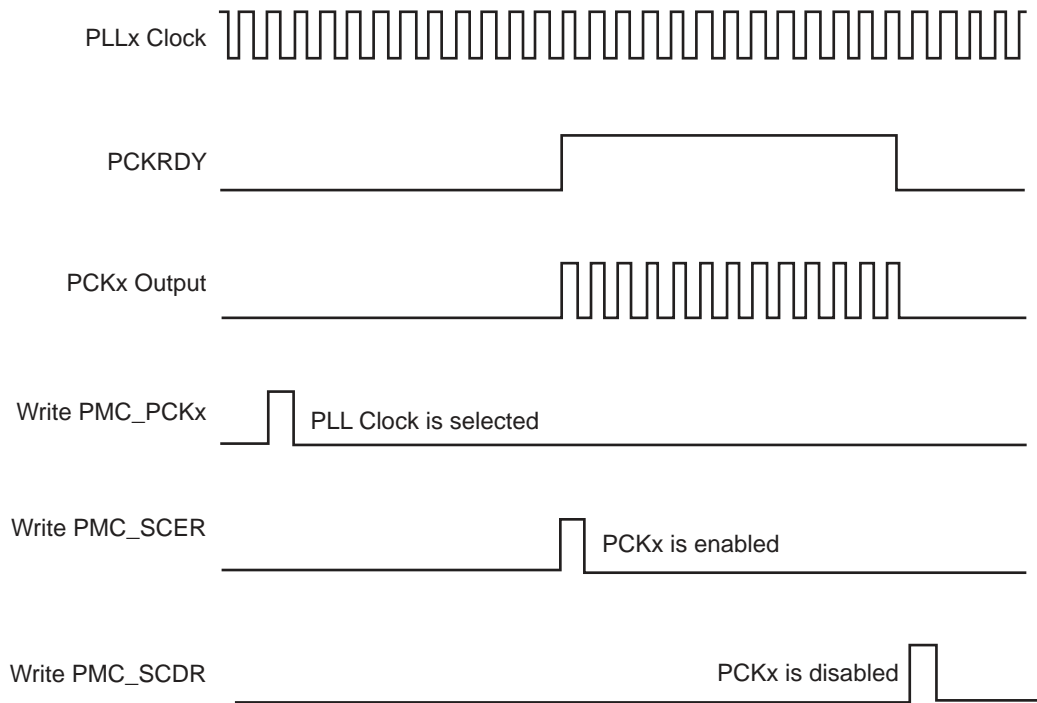 PLLx Clock
PCKRDY
PCKx Output
Write PMC_PCKx
PLL Clock is selected
Write PMC_SCER
PCKx is enabled
Write PMC_SCDR
PCKx is disabled